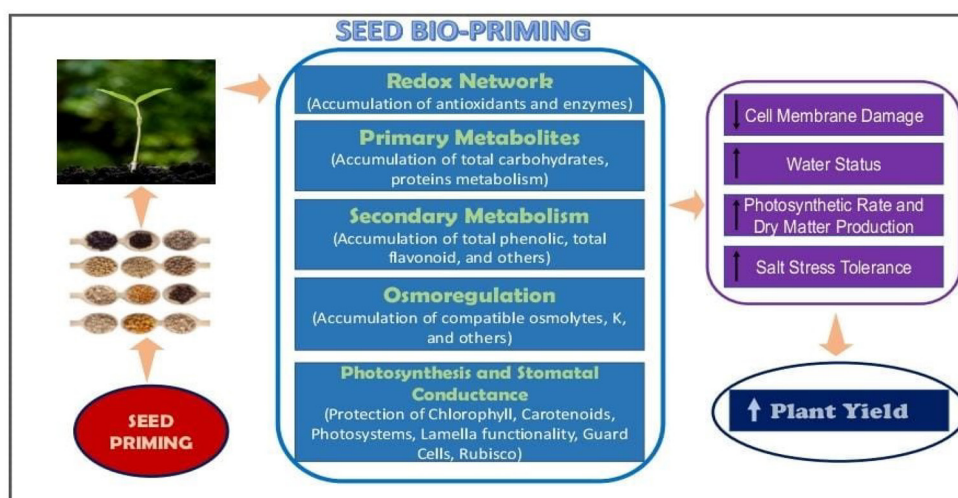 SEED BIO-PRIMING
Redox Network
(Accumulation of antioxidants and enzymes)
Primary Metabolites
(Accumulation of total carbohydrates,
proteins metabolism)
Secondary Metabolism
(Accumulation of total phenolic, total
flavonoid, and others)
Osmoregulation
(Accumulation of compatible osmolytes, K,
and others)
Photosynthesis and Stomatal
Conductance
(Protection of Chlorophyll, Carotenoids,
Photosystems, Lamella functionality, Guard
Cells, Rubisco)
SEED
PRIMING
Cell Membrane Damage
Water Status
Photosynthetic Rate and
Dry Matter Production
Salt Stress Tolerance
Plant Yield